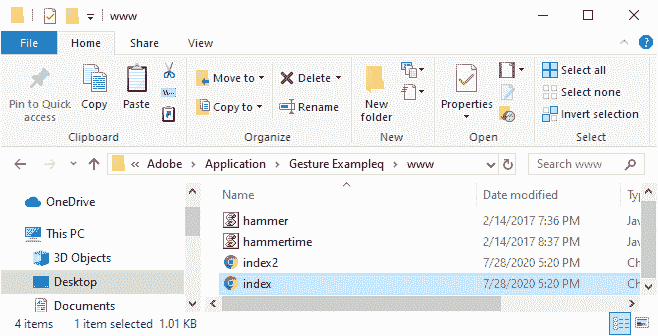 www
File Home Share View
Pin to Quick access
Copy
Paste
Clipboard
Move to
Copy to
Delete
Rename
Organize
New folder
New
Properties
Open
Select all
Select none
Invert selection
Select
« Adobe › Application › Gesture Exampleq › www
Search www
OneDrive
This PC
3D Objects
Desktop
Documents
Name Date modified Ty
hammer 2/14/2017 7:36 PM Jav
hammertime 2/14/2017 8:37 PM Jav
index2 7/28/2020 5:20 PM Ch
index 7/28/2020 5:20 PM Ch
4 items 1 item selected 1.01 KB